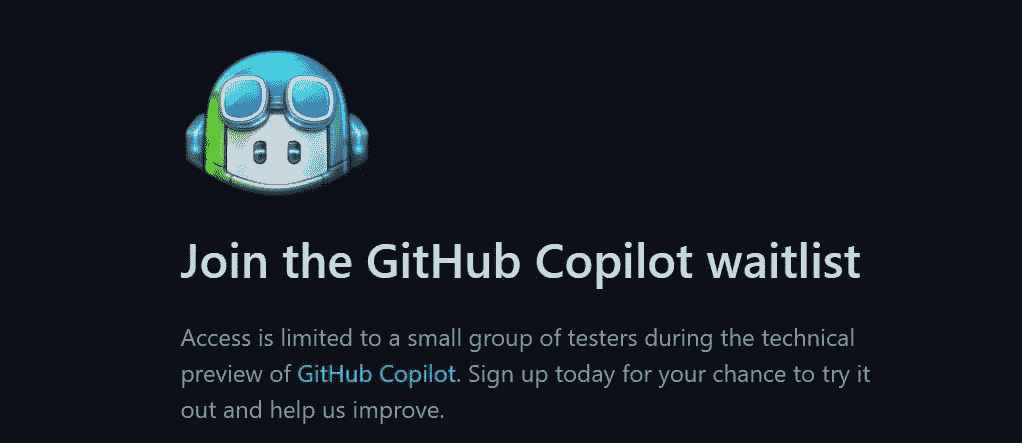 Join the GitHub Copilot waitlist
Access is limited to a small group of testers during the technical
preview of GitHub Copilot. Sign up today for your chance to try it
out and help us improve.